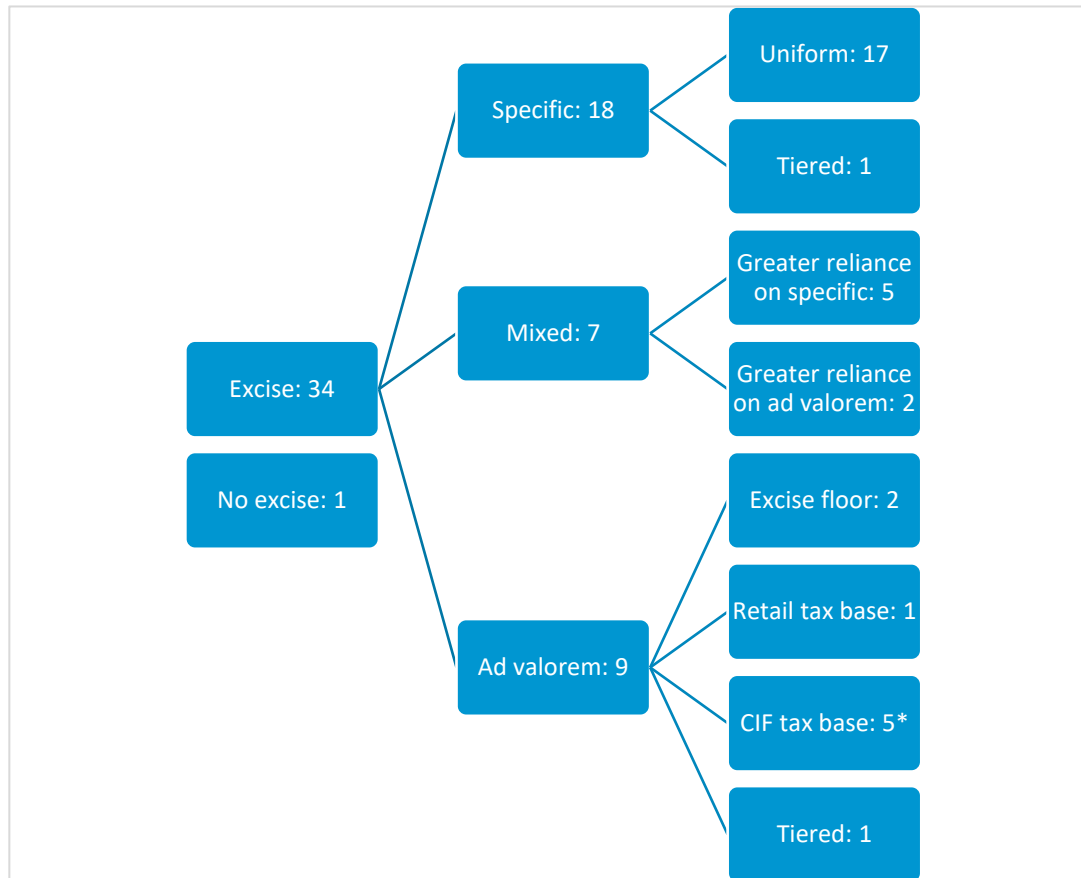 Excise: 34
No excise: 1
Specific: 18
Mixed: 7
Ad valorem: 9
Uniform: 17
Tiered: 1
Greater reliance
on specific: 5
Greater reliance
on ad valorem: 2
Excise floor: 2
Retail tax base: 1
CIF tax base: 5*
Tiered: 1